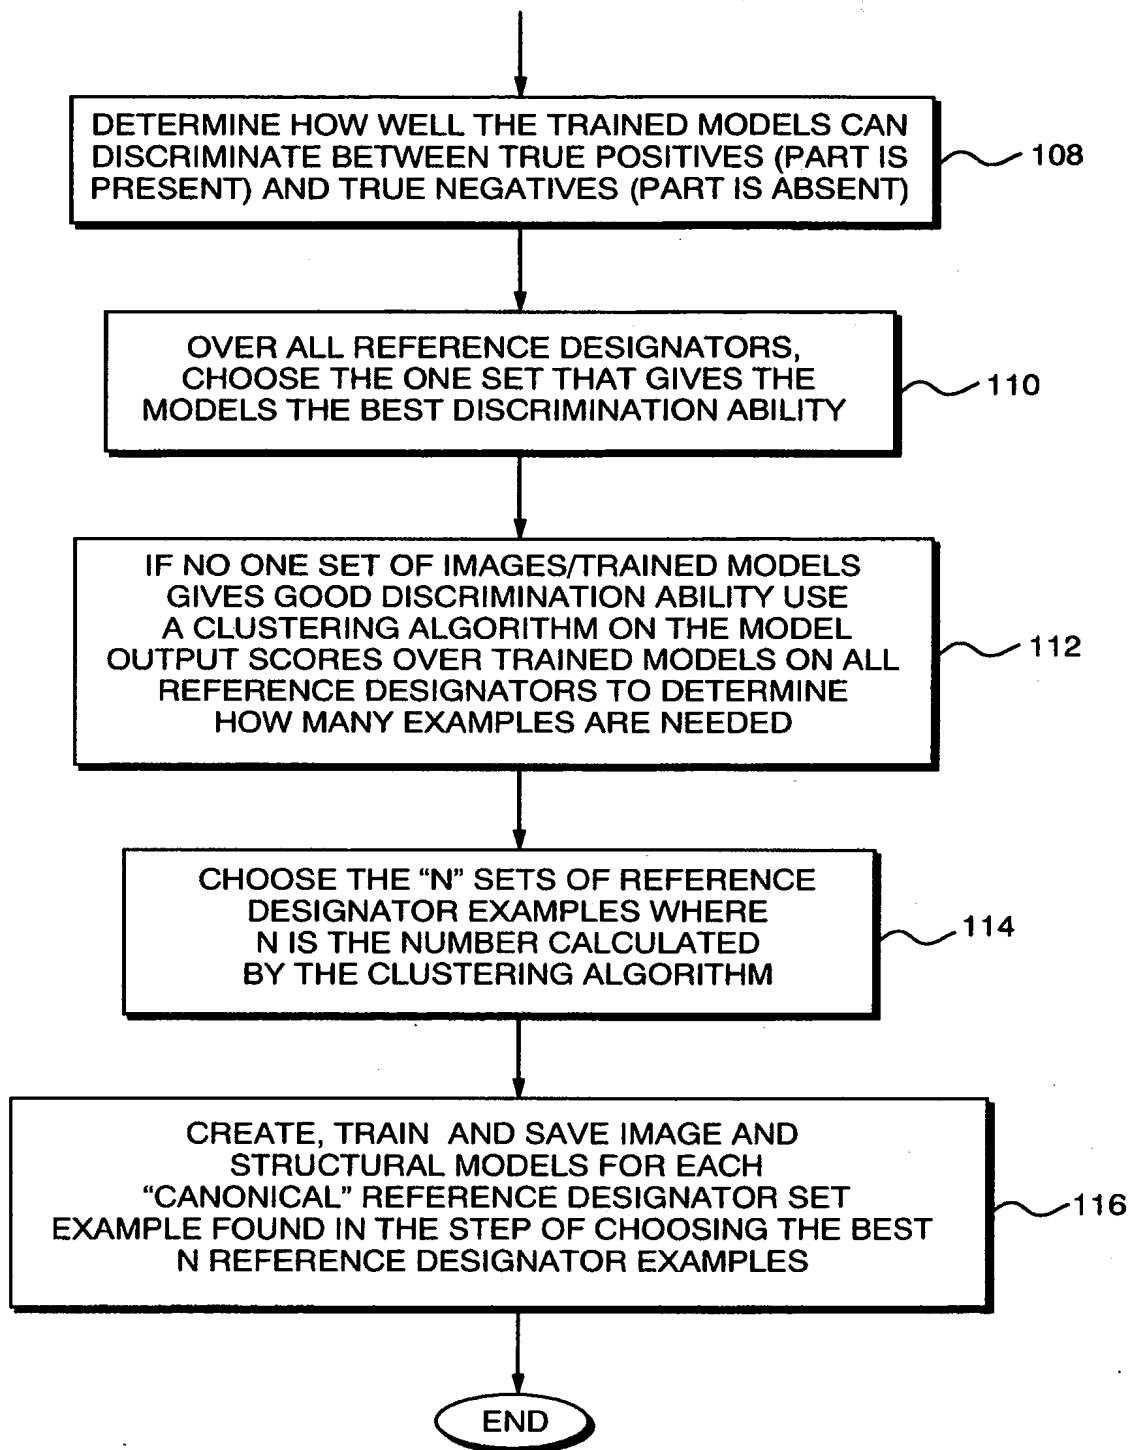 DETERMINE HOW WELL THE TRAINED MODELS CAN
DISCRIMINATE BETWEEN TRUE POSITIVES (PART IS
PRESENT) AND TRUE NEGATIVES (PART IS ABSENT)
108
OVER ALL REFERENCE DESIGNATORS,
CHOOSE THE ONE SET THAT GIVES THE
MODELS THE BEST DISCRIMINATION ABILITY
110
IF NO ONE SET OF IMAGES/TRAINED MODELS
GIVES GOOD DISCRIMINATION ABILITY USE
A CLUSTERING ALGORITHM ON THE MODEL
OUTPUT SCORES OVER TRAINED MODELS ON ALL
REFERENCE DESIGNATORS TO DETERMINE
HOW MANY EXAMPLES ARE NEEDED
112
CHOOSE THE “N” SETS OF REFERENCE
DESIGNATOR EXAMPLES WHERE
N IS THE NUMBER CALCULATED
BY THE CLUSTERING ALGORITHM
114
CREATE, TRAIN AND SAVE IMAGE AND
STRUCTURAL MODELS FOR EACH
“CANONICAL” REFERENCE DESIGNATOR SET
EXAMPLE FOUND IN THE STEP OF CHOOSING THE BEST
N REFERENCE DESIGNATOR EXAMPLES
116
END